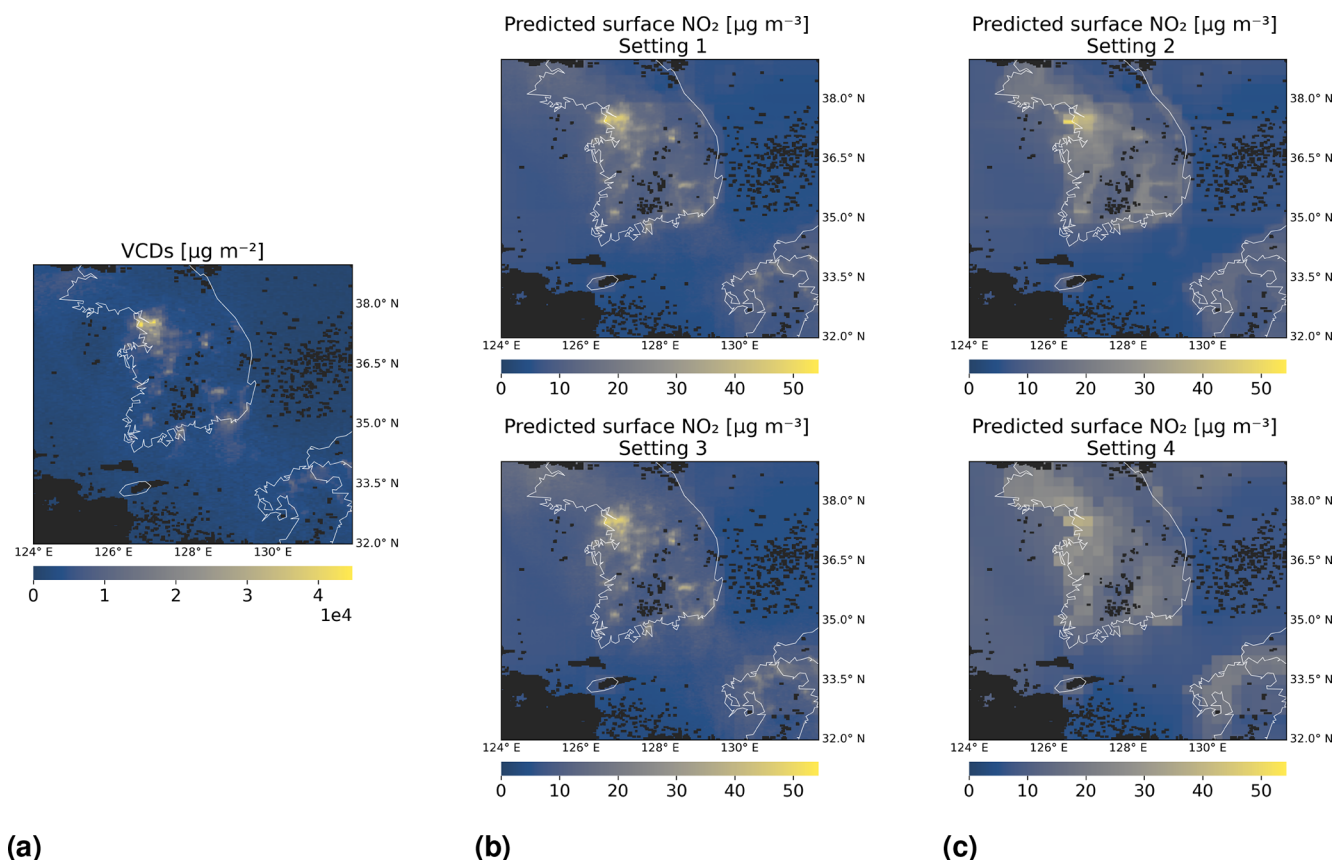 VCDs [µg m⁻²]
38.0° N
36.5° N
35.0° N
33.5° N
32.0° N
124° E 126° E 128° E 130° E
0 1 2 3 4
1e4
(a)
Predicted surface NO₂ [µg m⁻³]
Setting 1
38.0° N
36.5° N
35.0° N
33.5° N
32.0° N
124° E 126° E 128° E 130° E
0 10 20 30 40 50
Predicted surface NO₂ [µg m⁻³]
Setting 3
38.0° N
36.5° N
35.0° N
33.5° N
32.0° N
124° E 126° E 128° E 130° E
0 10 20 30 40 50
(b)
Predicted surface NO₂ [µg m⁻³]
Setting 2
38.0° N
36.5° N
35.0° N
33.5° N
32.0° N
124° E 126° E 128° E 130° E
0 10 20 30 40 50
Predicted surface NO₂ [µg m⁻³]
Setting 4
38.0° N
36.5° N
35.0° N
33.5° N
32.0° N
124° E 126° E 128° E 130° E
0 10 20 30 40 50
(c)